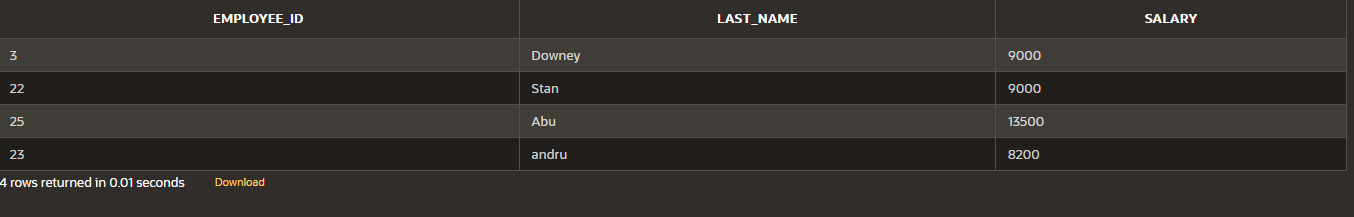 EMPLOYEE_ID LAST_NAME SALARY
3 Downey 9000
22 Stan 9000
25 Abu 13500
23 andru 8200
4 rows returned in 0.01 seconds Download